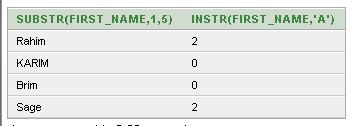 SUBSTR(FIRST_NAME,1,5) INSTR(FIRST_NAME,'A')
Rahim 2
KARIM 0
Brim 0
Sage 2